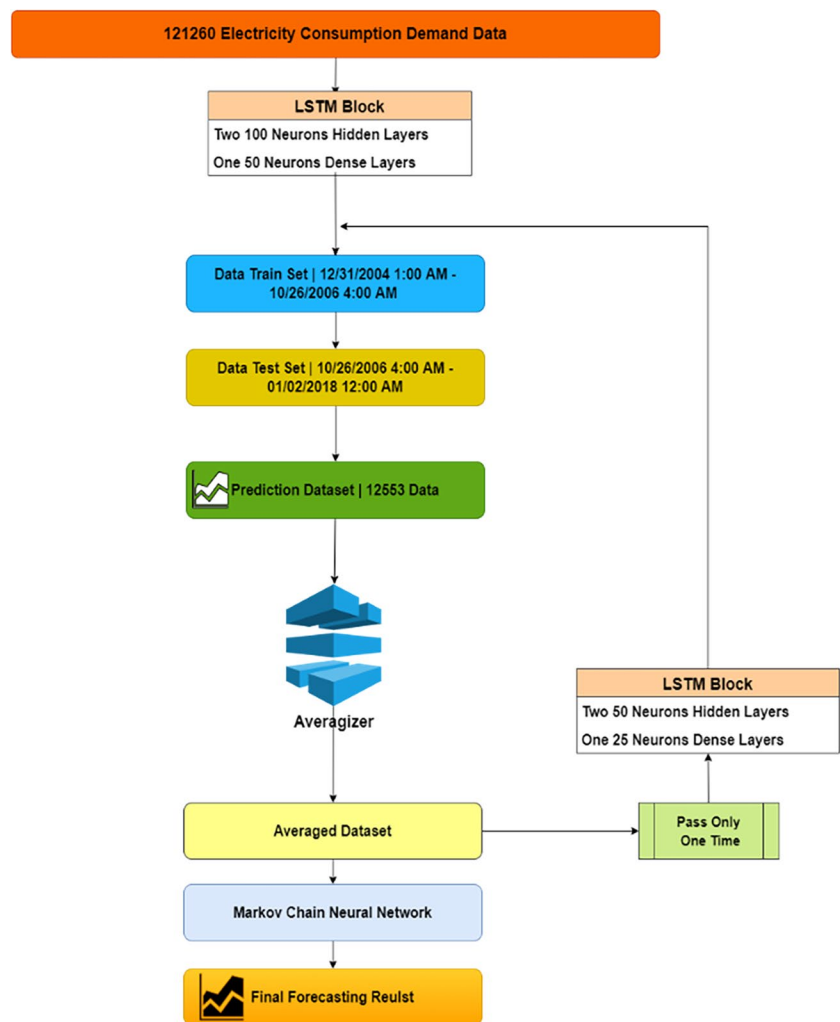 121260 Electricity Consumption Demand Data
LSTM Block
Two 100 Neurons Hidden Layers
One 50 Neurons Dense Layers
Data Train Set | 12/31/2004 1:00 AM -
10/26/2006 4:00 AM
Data Test Set | 10/26/2006 4:00 AM -
01/02/2018 12:00 AM
Prediction Dataset | 12553 Data
Averagizer
LSTM Block
Two 50 Neurons Hidden Layers
One 25 Neurons Dense Layers
Averaged Dataset
Pass Only
One Time
Markov Chain Neural Network
Final Forecasting Reulst